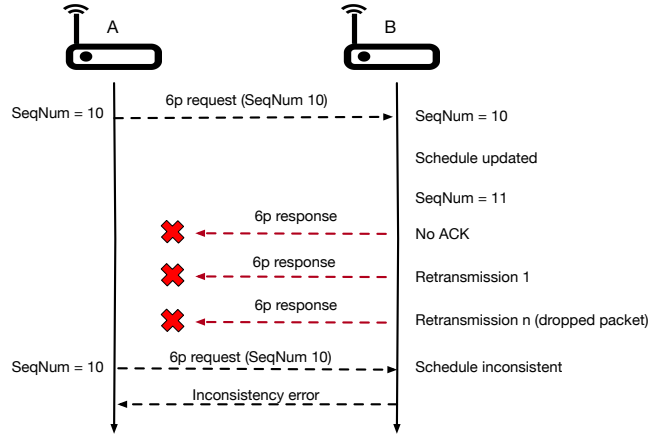 A
B
6p request (SeqNum 10)
SeqNum = 10
SeqNum = 10
Schedule updated
SeqNum = 11
6p response
No ACK
6p response
Retransmission 1
6p response
Retransmission n (dropped packet)
6p request (SeqNum 10)
SeqNum = 10
Schedule inconsistent
Inconsistency error